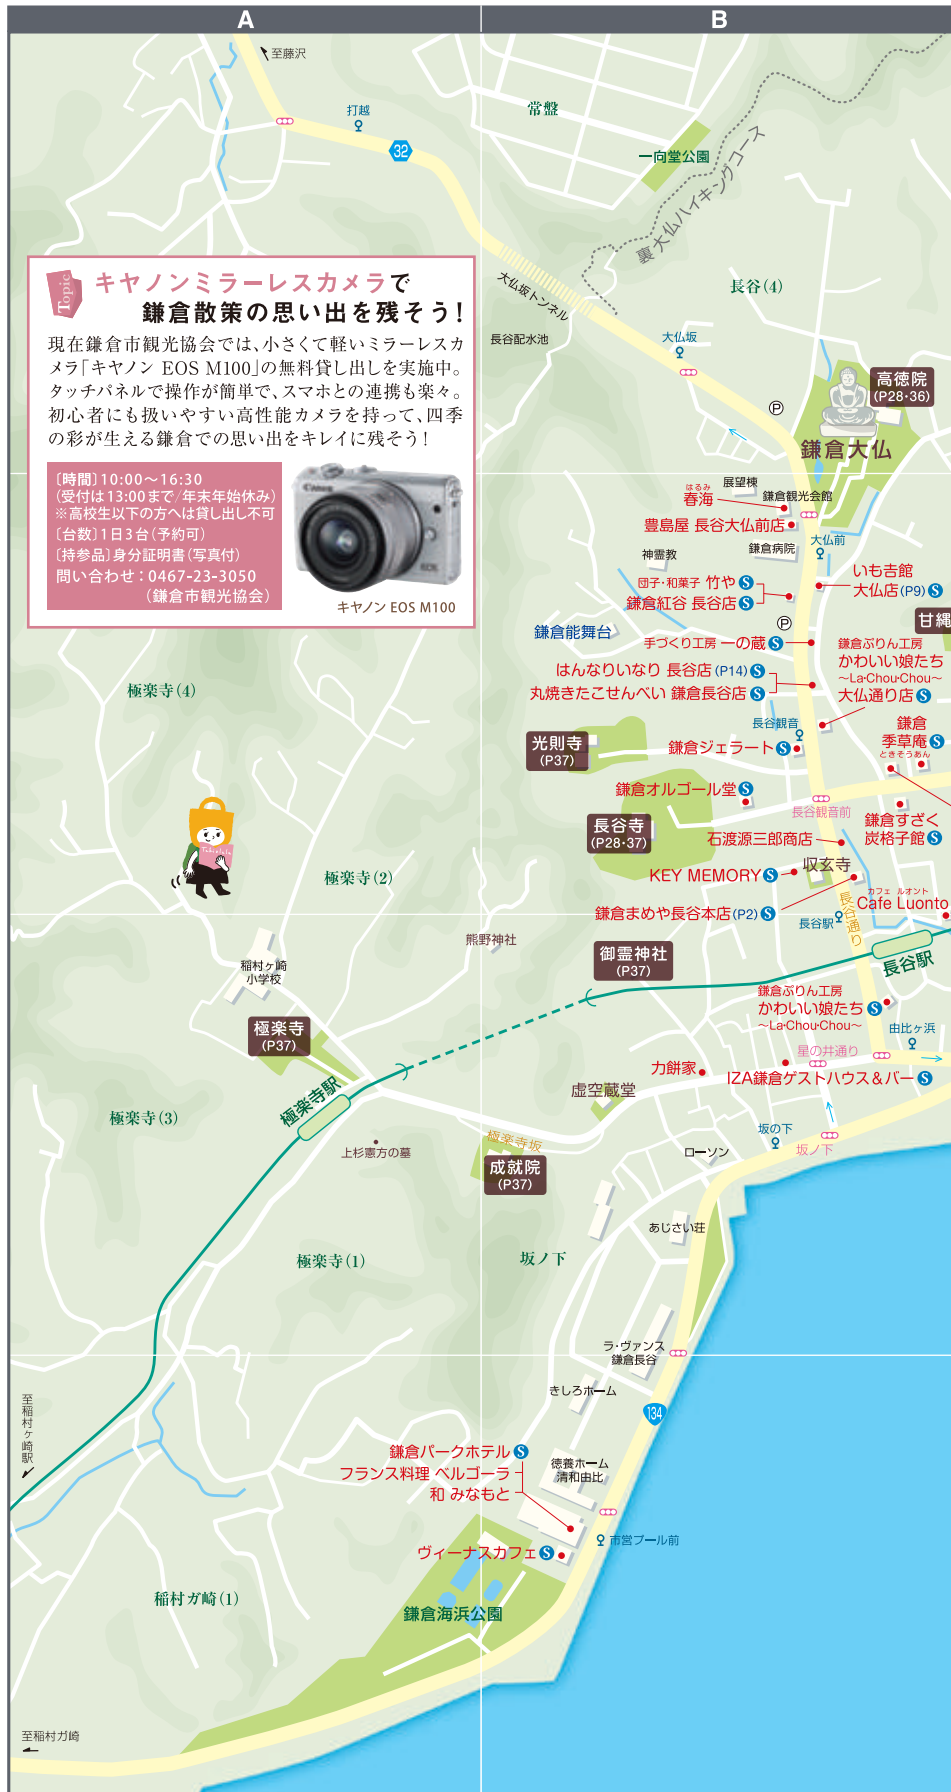 A
B
至藤沢
打越
32
常盤
一向堂公園
裏大仏ハイキングコース
大仏坂トンネル
長谷(4)
長谷配水池
大仏坂
P
高徳院
(P28・36)
鎌倉大仏
Topic
キヤノンミラーレスカメラで
鎌倉散策の思い出を残そう!
現在鎌倉市観光協会では、小さくて軽いミラーレスカ
メラ「キヤノン EOS M100」の無料貸し出しを実施中。
タッチパネルで操作が簡単で、スマホとの連携も楽々。
初心者にも扱いやすい高性能カメラを持って、四季
の彩が生える鎌倉での思い出をキレイに残そう!
〔時間〕10:00〜16:30
(受付は13:00まで/年末年始休み)
※高校生以下の方へは貸し出し不可
〔台数〕1日3台(予約可)
〔持参品〕身分証明書(写真付)
問い合わせ:0467-23-3050
(鎌倉市観光協会)
Canon
EOS
キヤノン EOS M100
展望棟
はるみ
春海
鎌倉観光会館
豊島屋 長谷大仏前店
大仏前
神霊教
鎌倉病院
いも吉館
大仏店(P9) S
団子・和菓子 竹や S
鎌倉紅谷 長谷店 S
甘縄
P
鎌倉能舞台
手づくり工房 一の蔵 S
鎌倉ぷりん工房
かわいい娘たち
〜La・Chou・Chou〜
大仏通り店 S
はんなりいなり 長谷店(P14) S
丸焼きたこせんべい 鎌倉長谷店 S
極楽寺(4)
長谷観音
鎌倉
季草庵 S
ときそうあん
光則寺
(P37)
鎌倉ジェラート S
鎌倉オルゴール堂 S
長谷観音前
鎌倉すざく
炭格子館 S
長谷寺
(P28・37)
石渡源三郎商店
収玄寺
KEY MEMORY S
極楽寺(2)
カフェ ルオント
Cafe Luonto
鎌倉まめや長谷本店(P2) S
長谷駅
長谷通り
熊野神社
御霊神社
(P37)
長谷駅
稲村ヶ崎
小学校
鎌倉ぷりん工房
かわいい娘たち S
〜La・Chou・Chou〜
極楽寺
(P37)
由比ヶ浜
星の井通り
力餅家
IZA鎌倉ゲストハウス&バー S
極楽寺駅
虚空蔵堂
極楽寺(3)
坂の下
坂ノ下
極楽寺坂
上杉憲方の墓
成就院
(P37)
ローソン
あじさい荘
極楽寺(1)
坂ノ下
ラ・ヴァンス
鎌倉長谷
きしろホーム
134
至稲村ヶ崎駅
鎌倉パークホテル S
フランス料理 ベルゴーラ
和 みなもと
徳養ホーム
清和由比
市営プール前
ヴィーナスカフェ S
稲村ガ崎(1)
鎌倉海浜公園
至稲村ガ崎